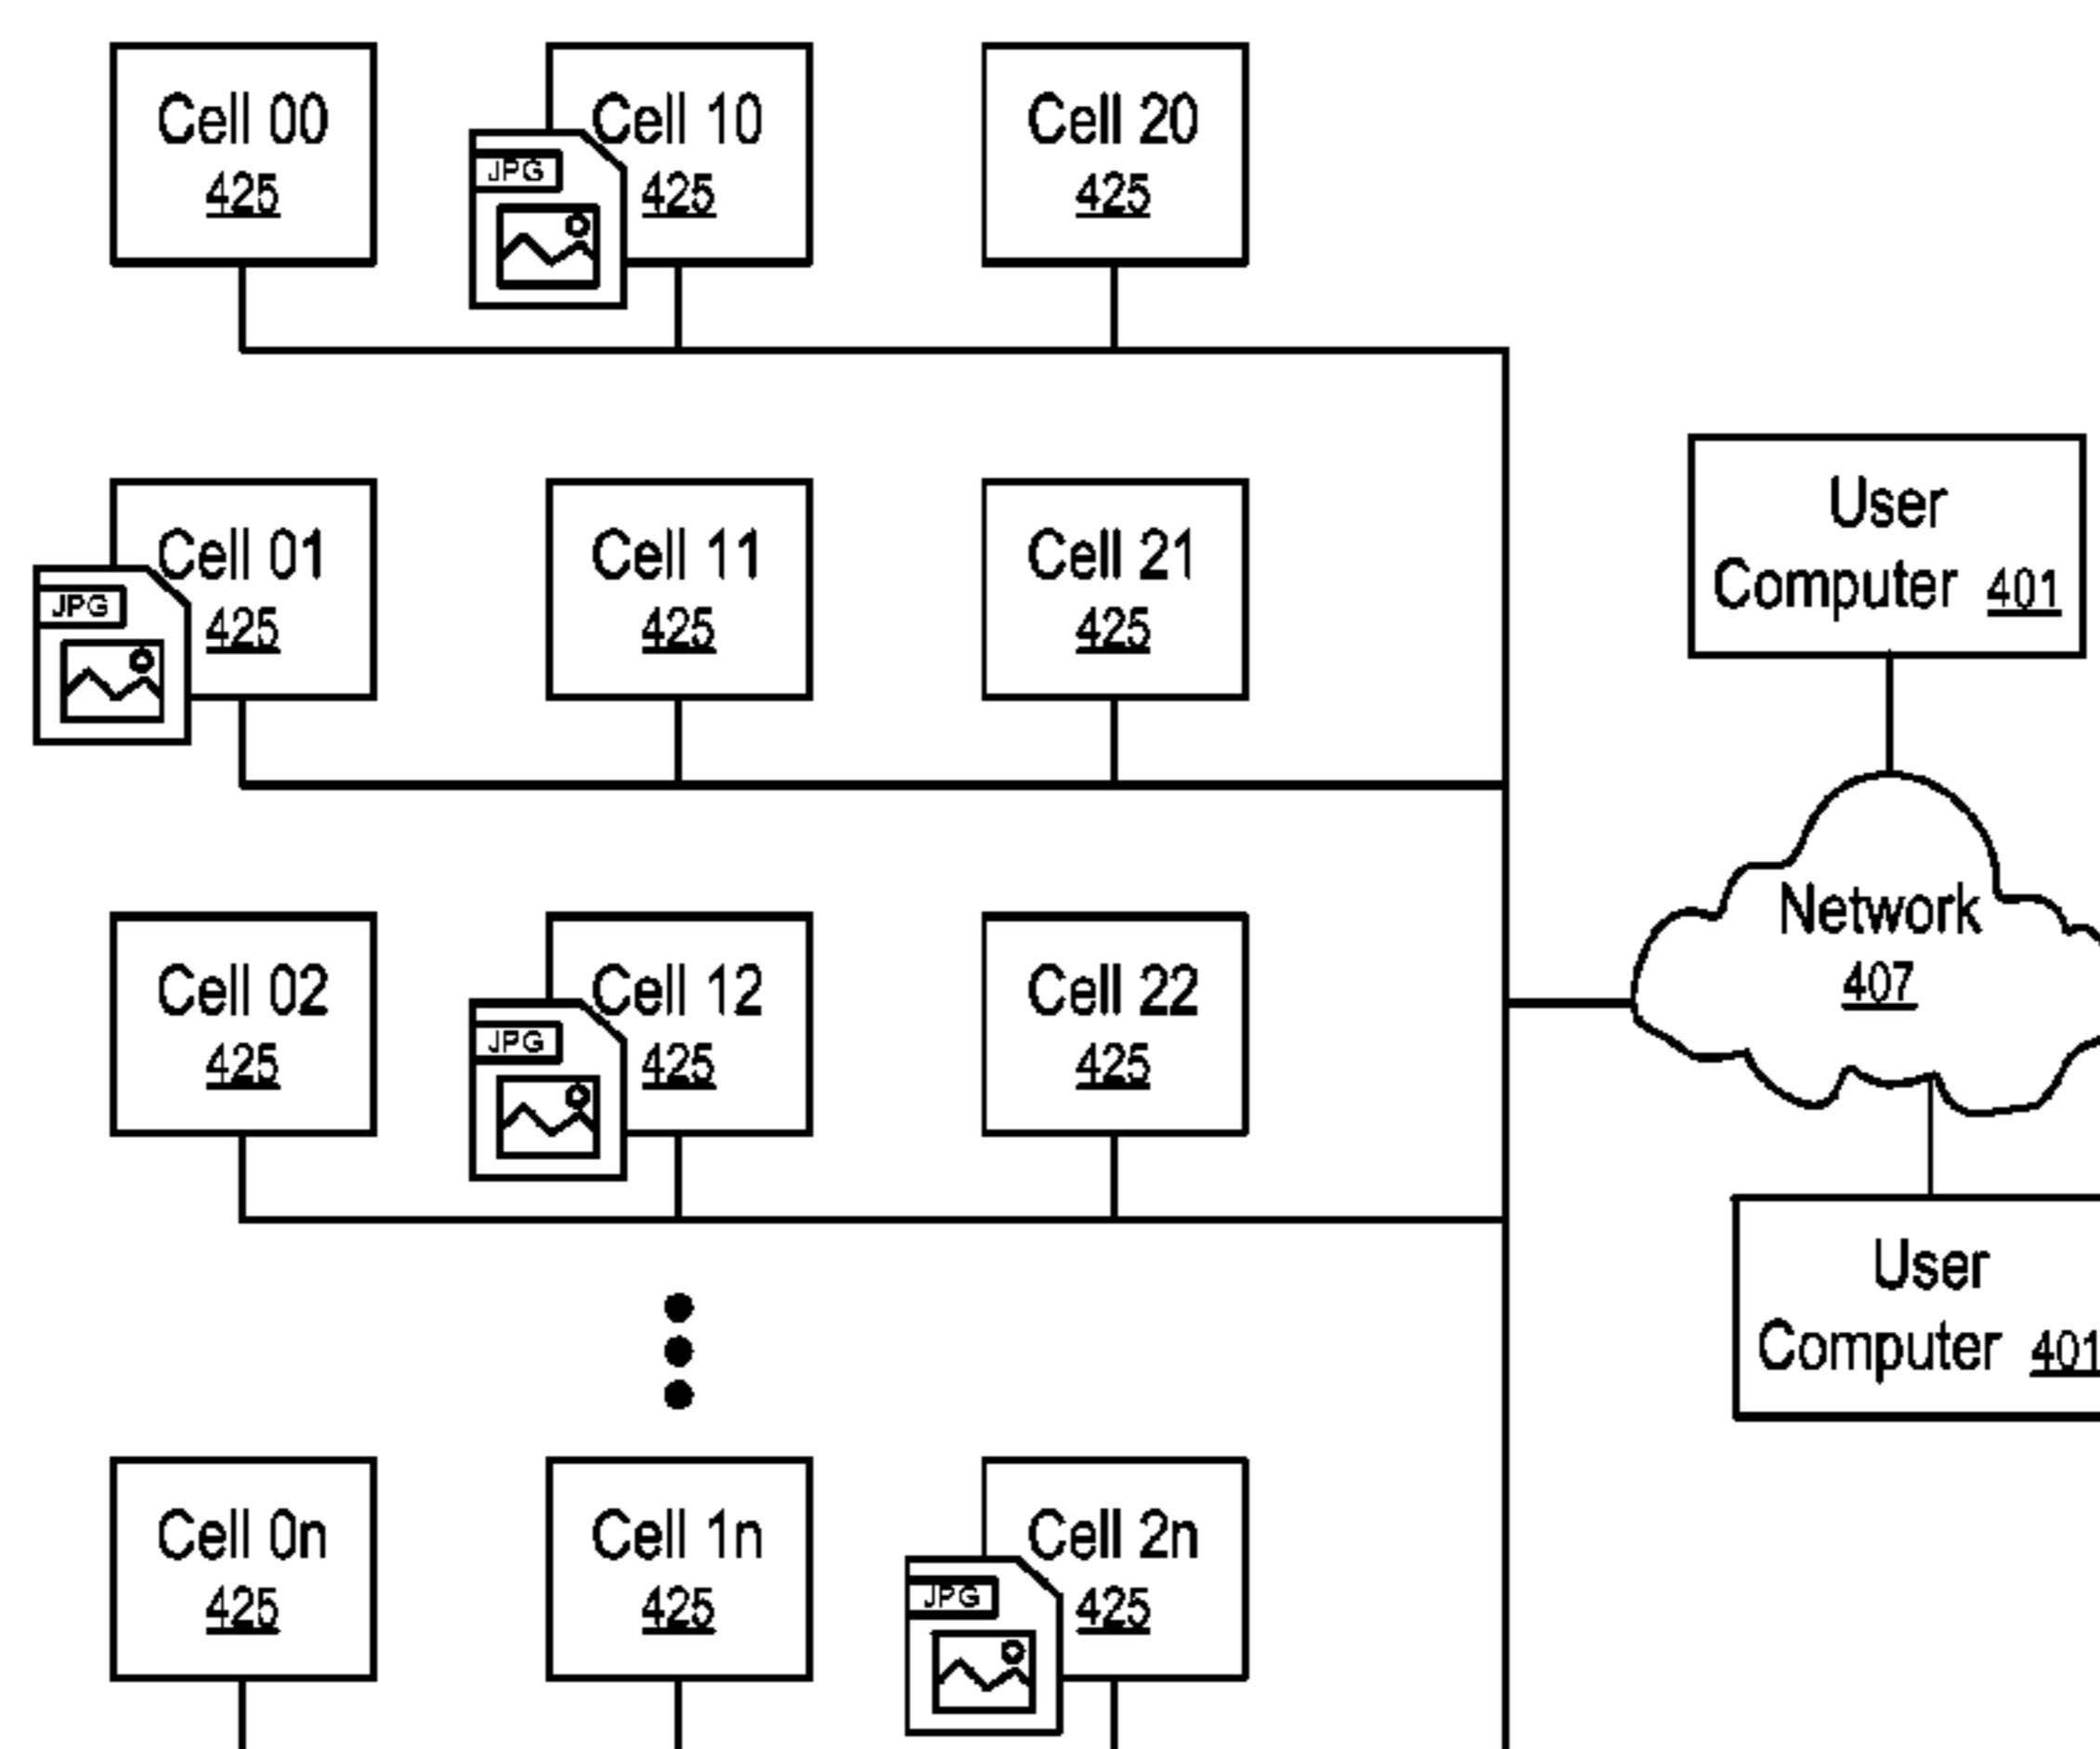 Cell 00
425
Cell 10
JPG
425
Cell 20
425
Cell 01
JPG
425
Cell 11
425
Cell 21
425
User
Computer 401
Cell 02
425
Cell 12
JPG
425
Cell 22
425
Network
407
User
Computer 401
Cell 0n
425
Cell 1n
425
Cell 2n
JPG
425